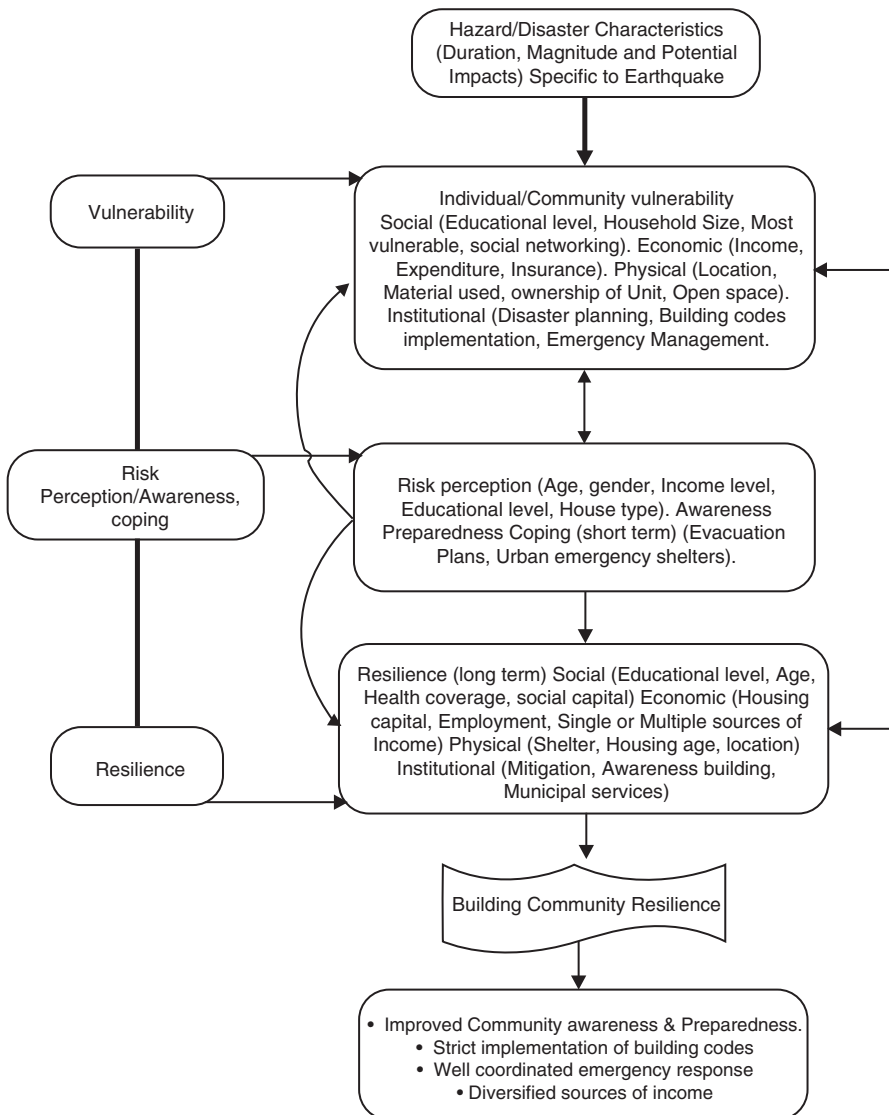 Hazard/Disaster Characteristics
(Duration, Magnitude and Potential
Impacts) Specific to Earthquake
Vulnerability
Individual/Community vulnerability
Social (Educational level, Household Size, Most
vulnerable, social networking). Economic (Income,
Expenditure, Insurance). Physical (Location,
Material used, ownership of Unit, Open space).
Institutional (Disaster planning, Building codes
implementation, Emergency Management.
Risk
Perception/Awareness,
coping
Risk perception (Age, gender, Income level,
Educational level, House type). Awareness
Preparedness Coping (short term) (Evacuation
Plans, Urban emergency shelters).
Resilience
Resilience (long term) Social (Educational level, Age,
Health coverage, social capital) Economic (Housing
capital, Employment, Single or Multiple sources of
Income) Physical (Shelter, Housing age, location)
Institutional (Mitigation, Awareness building,
Municipal services)
Building Community Resilience
• Improved Community awareness & Preparedness.
• Strict implementation of building codes
• Well coordinated emergency response
• Diversified sources of income